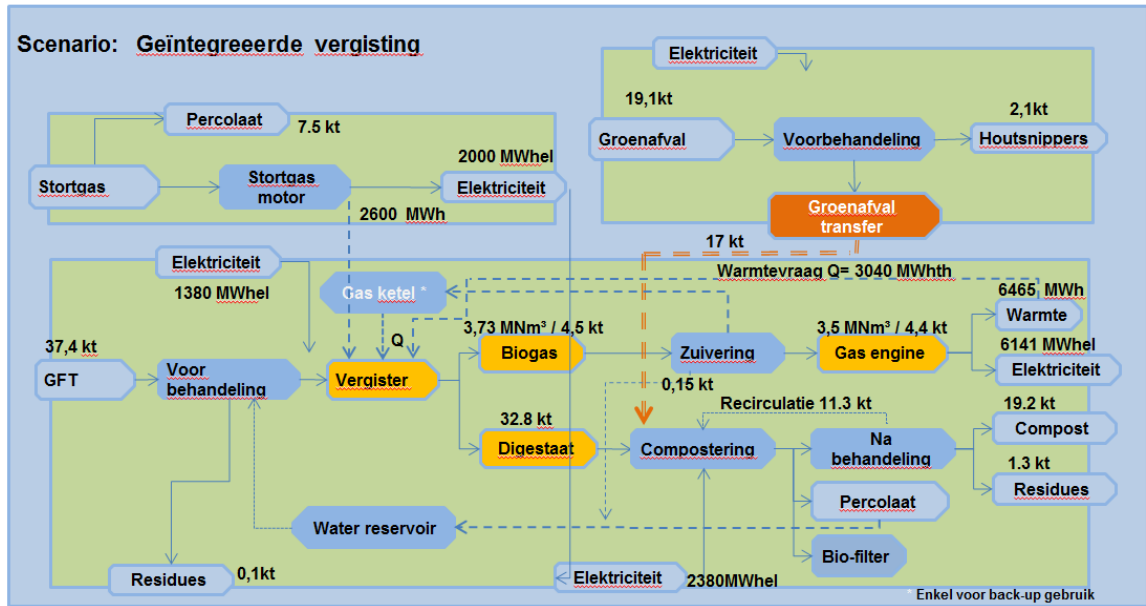 Scenario: Geïntegreeerde vergisting
Elektriciteit
19,1kt
2,1kt
Groenafval
Voorbehandeling
Houtsnippers
Groenafval
transfer
17 kt
Percolaat
7.5 kt
2000 MWhel
Stortgas
Stortgas
motor
Elektriciteit
2600 MWh
Elektriciteit
1380 MWhel
Gas ketel *
Q
Warmtevraag Q= 3040 MWhth
6465 MWh
Warmte
37,4 kt
GFT
Voor
behandeling
Vergister
3,73 MNm³ / 4,5 kt
Biogas
Zuivering
0,15 kt
3,5 MNm³ / 4,4 kt
Gas engine
6141 MWhel
Elektriciteit
Recirculatie 11.3 kt
32.8 kt
Digestaat
Compostering
Na
behandeling
19.2 kt
Compost
1.3 kt
Residues
Percolaat
Water reservoir
Bio-filter
Residues
0,1kt
Elektriciteit
2380MWhel
* Enkel voor back-up gebruik